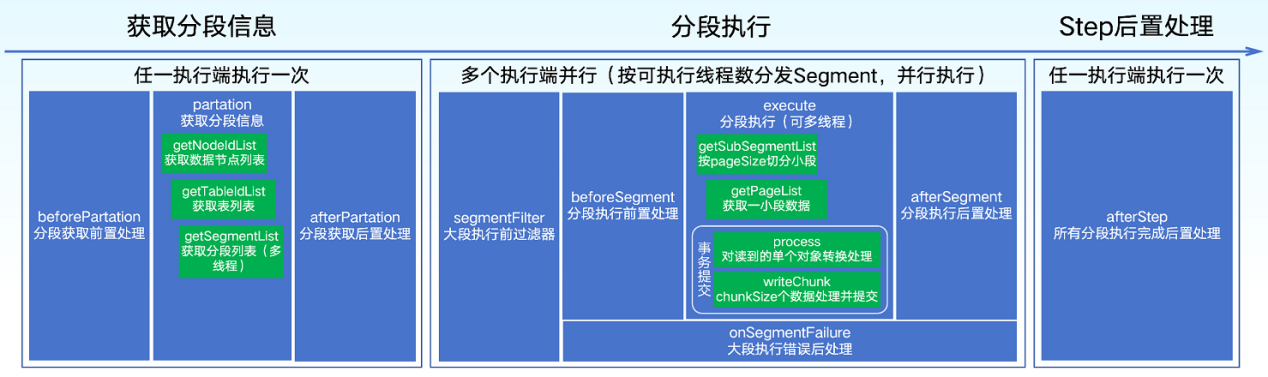 获取分段信息
分段执行
Step后置处理
任一执行端执行一次
多个执行端并行（按可执行线程数分发Segment，并行执行）
任一执行端执行一次
beforePartation
分段获取前置处理
partation
获取分段信息
getNodeIdList
获取数据节点列表
getTableIdList
获取表列表
getSegmentList
获取分段列表（多
线程）
afterPartation
分段获取后置处理
segmentFilter
大段执行前过滤器
beforeSegment
分段执行前置处理
execute
分段执行（可多线程）
getSubSegmentList
按pageSize切分小段
getPageList
获取一小段数据
事务提交
process
对读到的单个对象转换处理
writeChunk
chunkSize个数据处理并提交
afterSegment
分段执行后置处理
onSegmentFailure
大段执行错误后处理
afterStep
所有分段执行完成后置处理